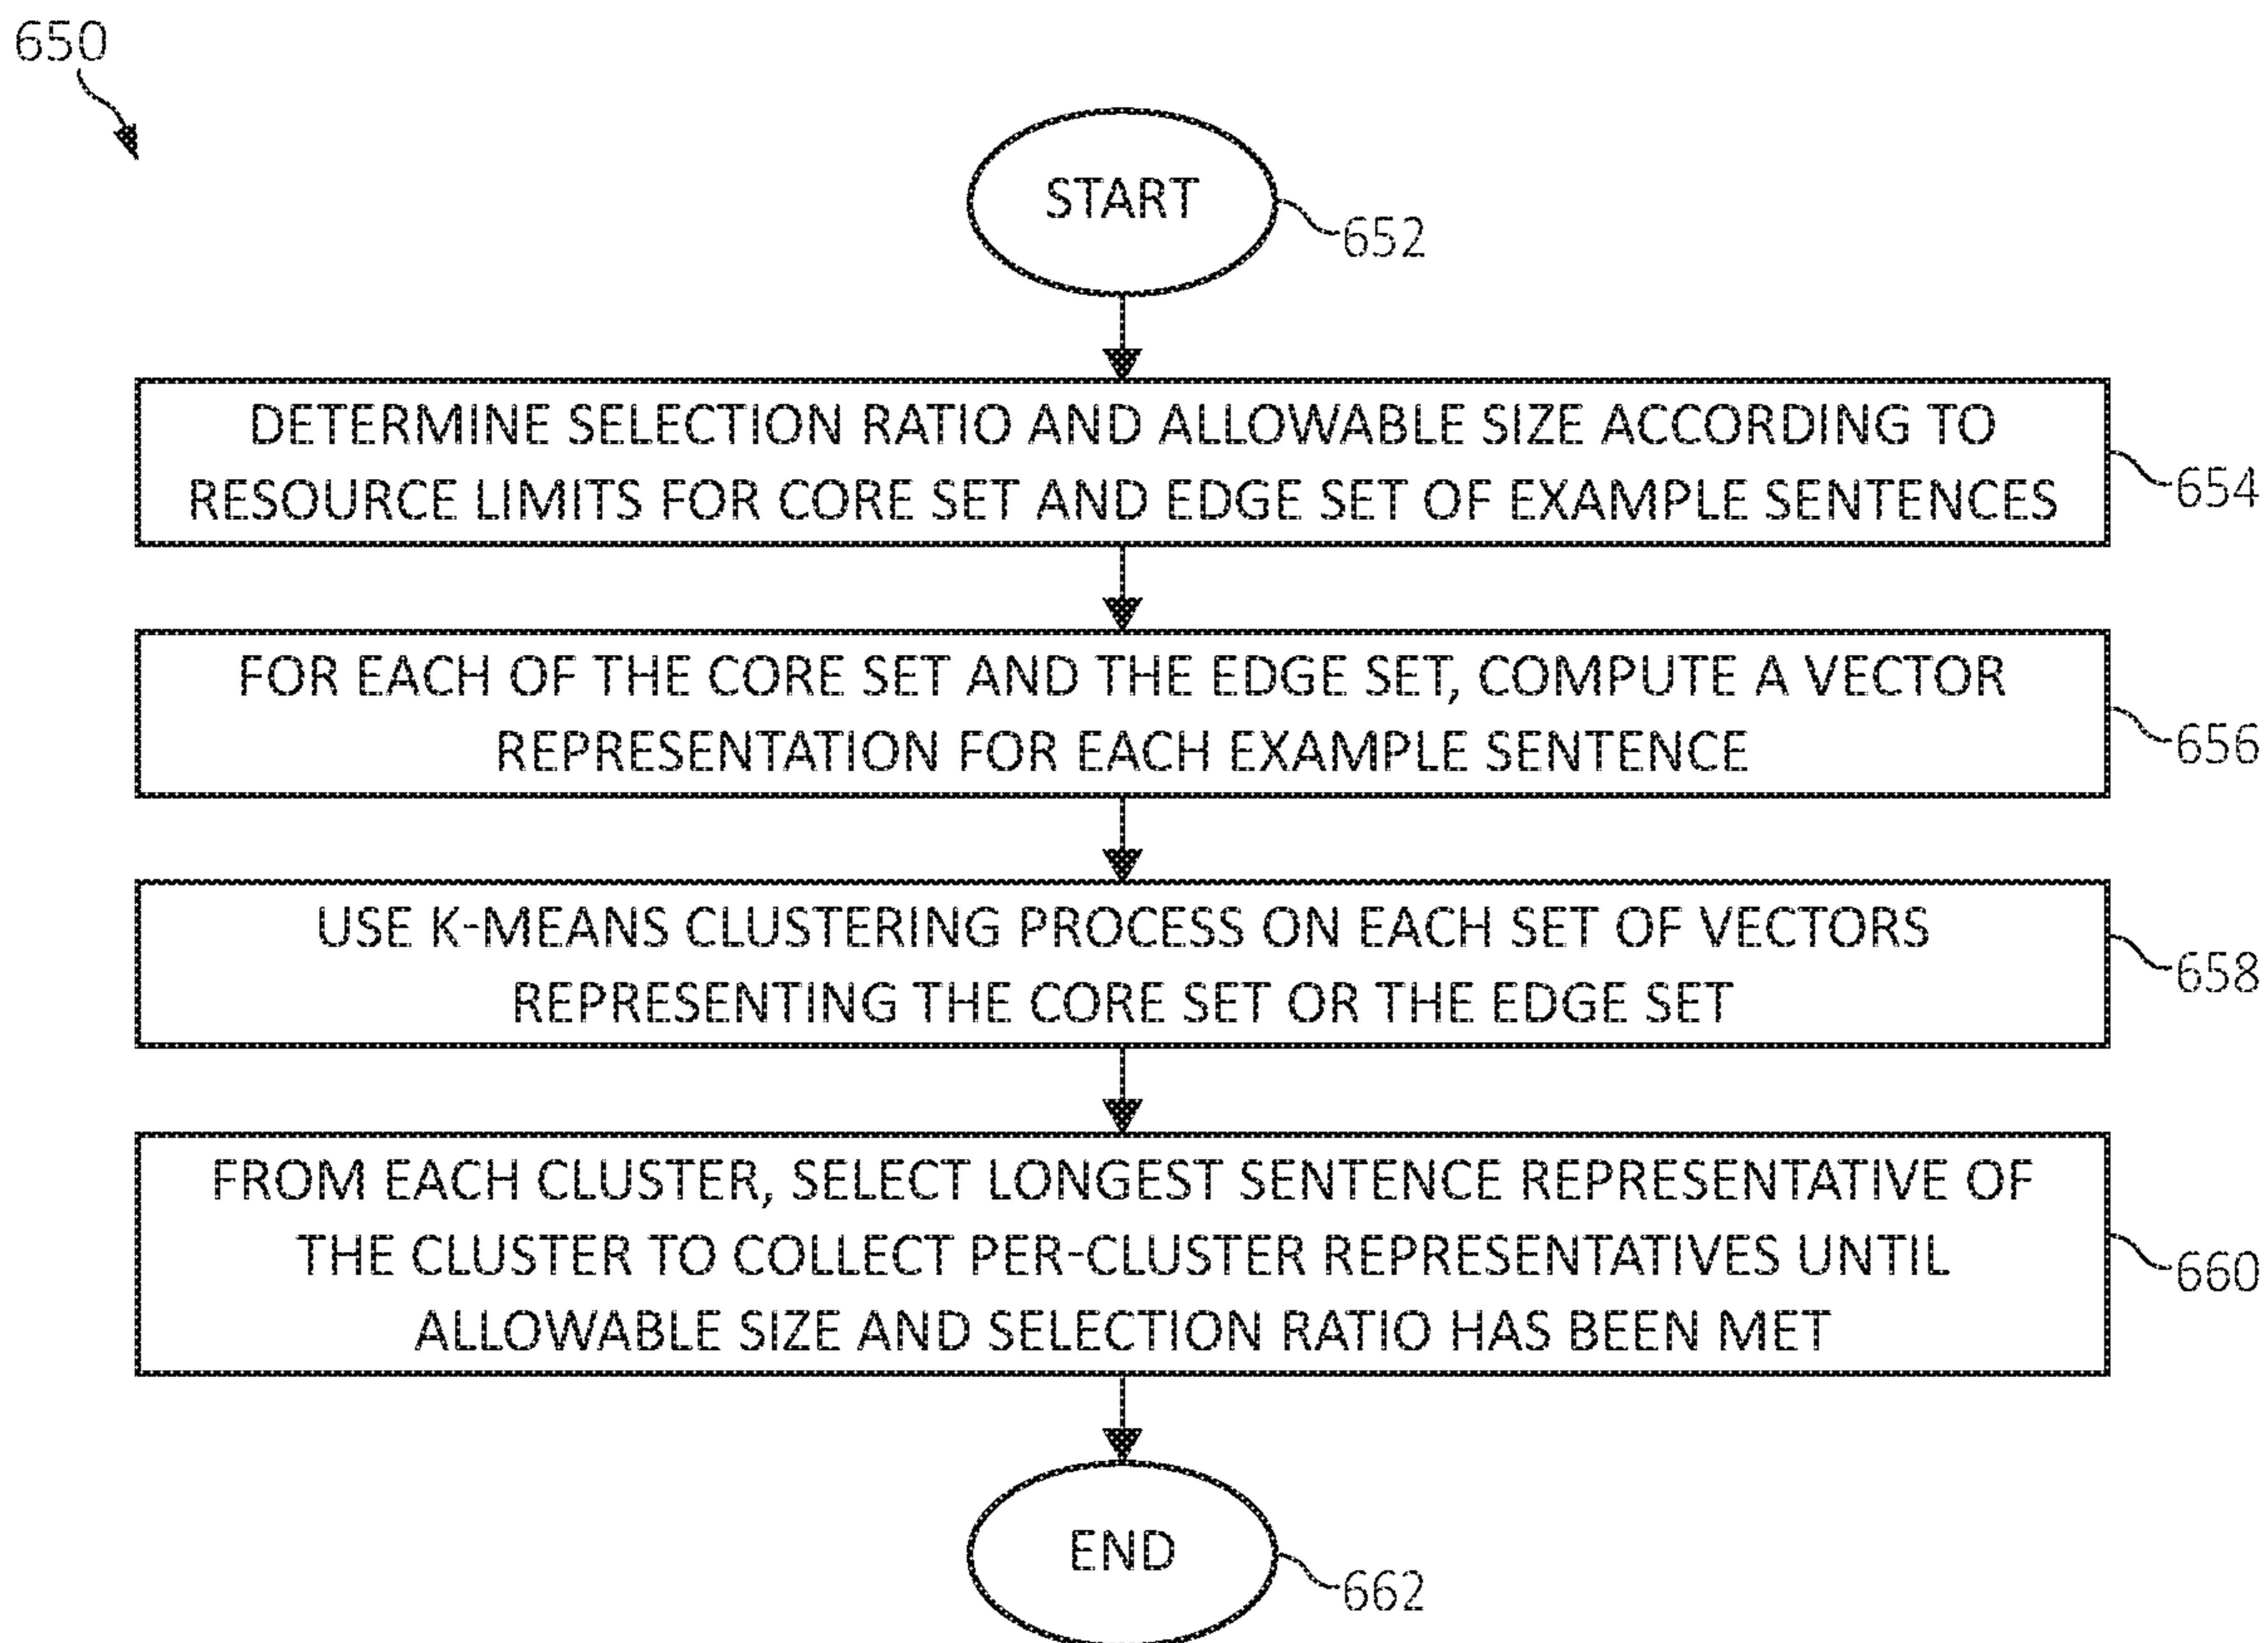 650
START
652
DETERMINE SELECTION RATIO AND ALLOWABLE SIZE ACCORDING TO
RESOURCE LIMITS FOR CORE SET AND EDGE SET OF EXAMPLE SENTENCES
654
FOR EACH OF THE CORE SET AND THE EDGE SET, COMPUTE A VECTOR
REPRESENTATION FOR EACH EXAMPLE SENTENCE
656
USE K-MEANS CLUSTERING PROCESS ON EACH SET OF VECTORS
REPRESENTING THE CORE SET OR THE EDGE SET
658
FROM EACH CLUSTER, SELECT LONGEST SENTENCE REPRESENTATIVE OF
THE CLUSTER TO COLLECT PER-CLUSTER REPRESENTATIVES UNTIL
ALLOWABLE SIZE AND SELECTION RATIO HAS BEEN MET
660
END
662